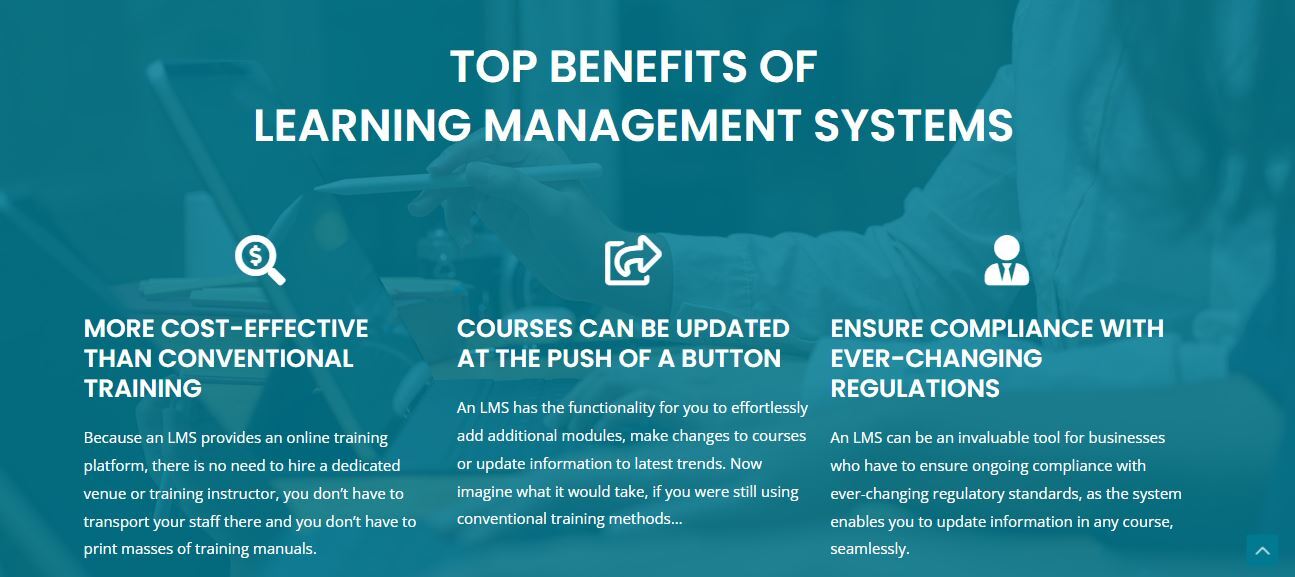 TOP BENEFITS OF
LEARNING MANAGEMENT SYSTEMS
$
MORE COST-EFFECTIVE
THAN CONVENTIONAL
TRAINING
Because an LMS provides an online training
platform, there is no need to hire a dedicated
venue or training instructor, you don't have to
transport your staff there and you don't have to
print masses of training manuals.
COURSES CAN BE UPDATED
AT THE PUSH OF A BUTTON
An LMS has the functionality for you to effortlessly
add additional modules, make changes to courses
or update information to latest trends. Now
imagine what it would take, if you were still using
conventional training methods...
ENSURE COMPLIANCE WITH
EVER-CHANGING
REGULATIONS
An LMS can be an invaluable tool for businesses
who have to ensure ongoing compliance with
ever-changing regulatory standards, as the system
enables you to update information in any course,
seamlessly.